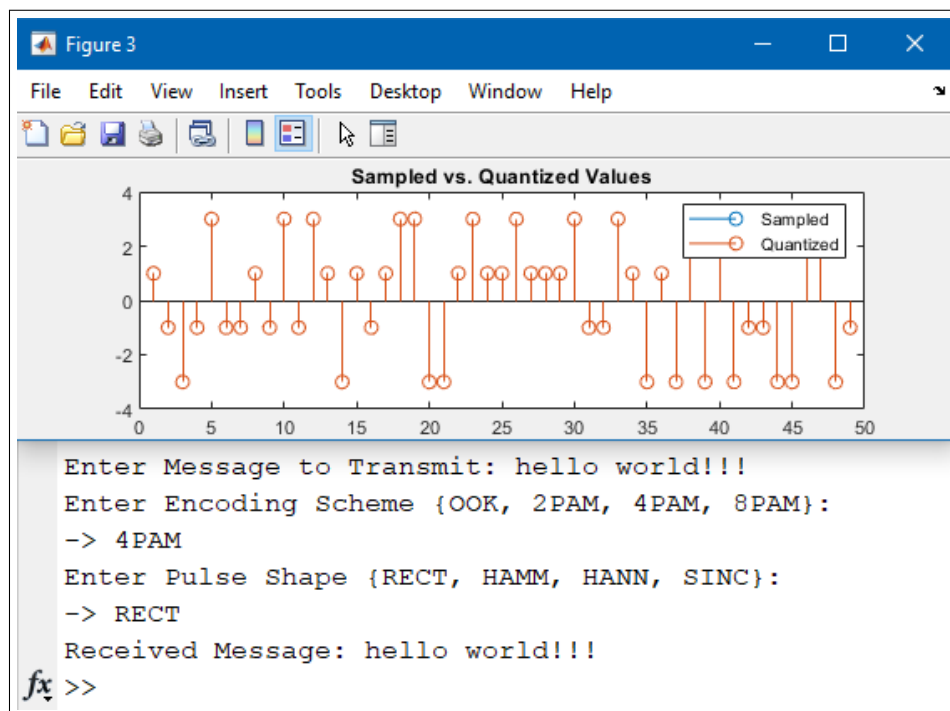 Figure 3
File Edit View Insert Tools Desktop Window Help
Sampled vs. Quantized Values
4
2
0
-2
-4
0 5 10 15 20 25 30 35 40 45 50
Sampled
Quantized
Enter Message to Transmit: hello world!!!
Enter Encoding Scheme {OOK, 2PAM, 4PAM, 8PAM}:
-> 4PAM
Enter Pulse Shape {RECT, HAMM, HANN, SINC}:
-> RECT
Received Message: hello world!!!
fx >>